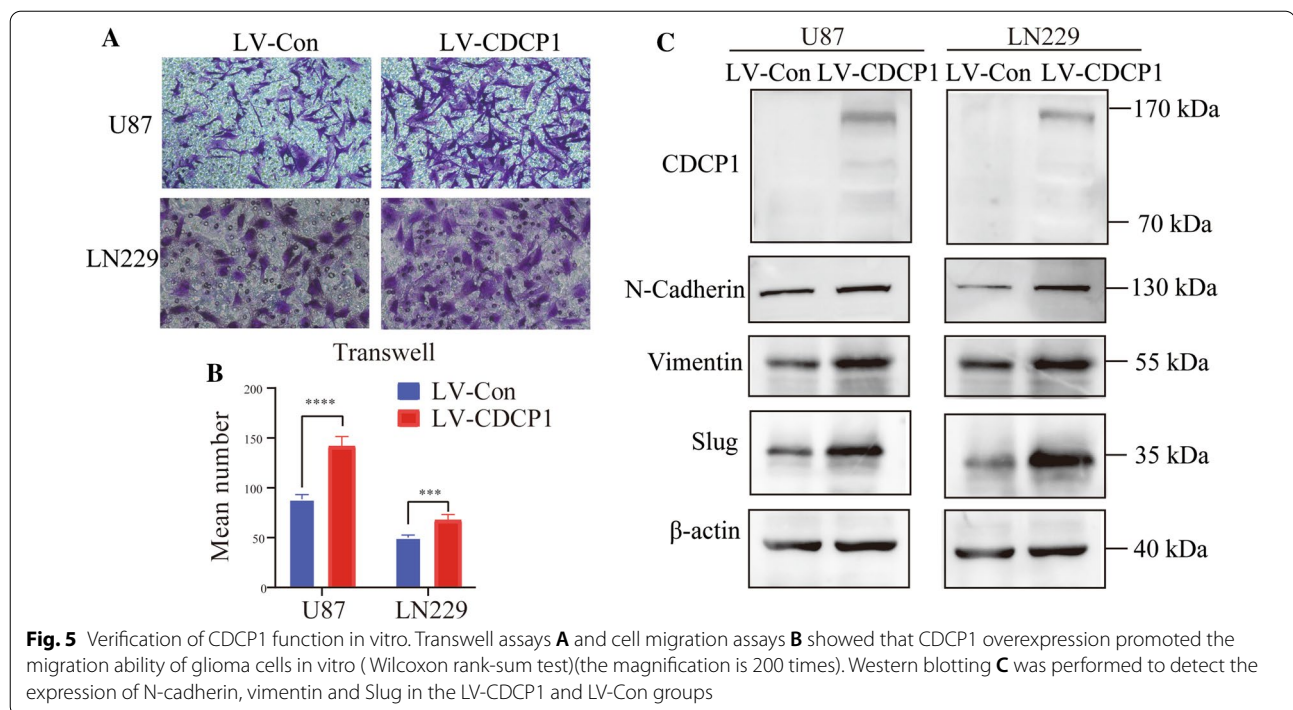 A
LV-Con LV-CDCP1
U87
LN229
Transwell
B
Mean number
200
150
100
50
0
LV-Con
LV-CDCP1
****
***
U87 LN229
C
U87 LN229
LV-Con LV-CDCP1 LV-Con LV-CDCP1
CDCP1
170 kDa
70 kDa
N-Cadherin
130 kDa
Vimentin
55 kDa
Slug
35 kDa
β-actin
40 kDa
Fig. 5 Verification of CDCP1 function in vitro. Transwell assays A and cell migration assays B showed that CDCP1 overexpression promoted the
migration ability of glioma cells in vitro ( Wilcoxon rank-sum test)(the magnification is 200 times). Western blotting C was performed to detect the
expression of N-cadherin, vimentin and Slug in the LV-CDCP1 and LV-Con groups